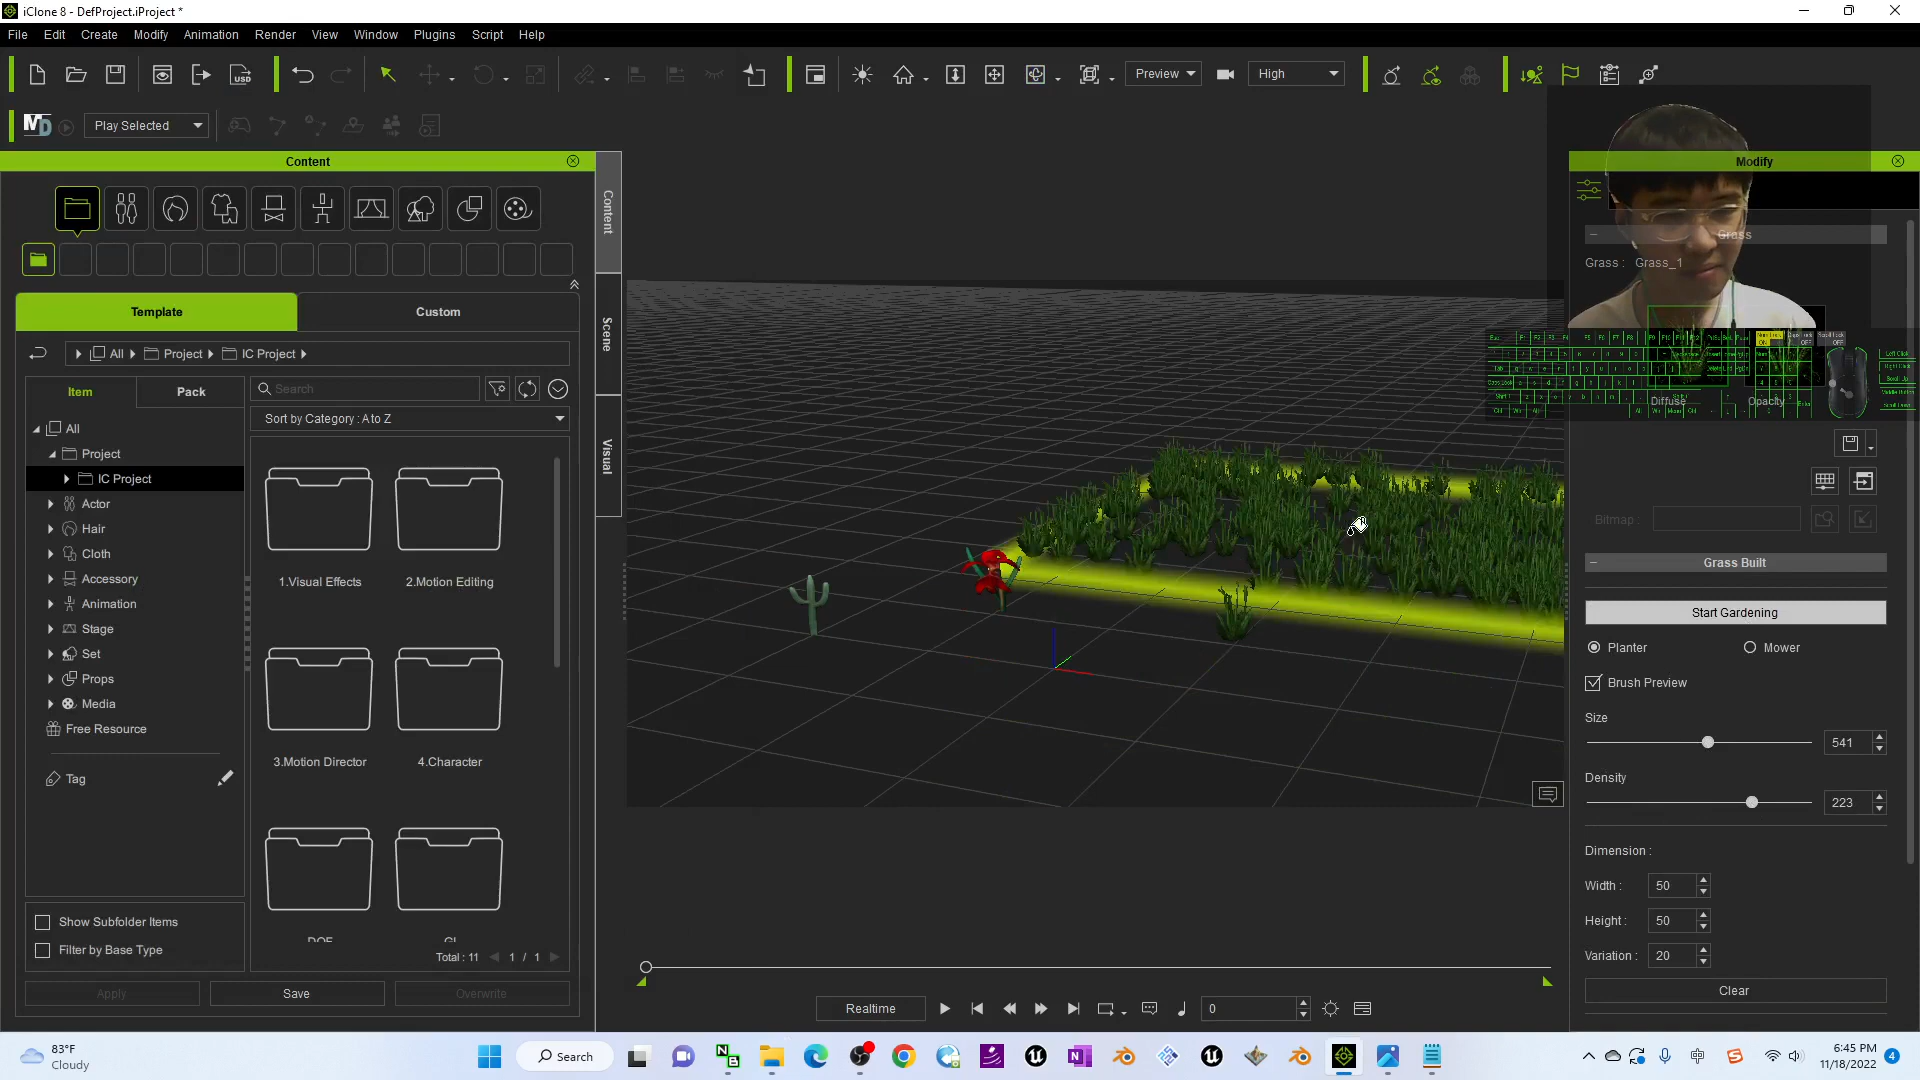 iClone 8 - DefProject.iProject *
File Edit Create Modify Animation Render View Window Plugins Script Help
USD
Preview
High
MD
Play Selected
Content
Modify
Content
Scene
Visual
Grass
Grass : Grass_1
Template
Custom
All Project IC Project
Item
Pack
Search
Sort by Category : A to Z
All
Project
IC Project
Actor
Hair
Cloth
Accessory
Animation
Stage
Set
Props
Media
Free Resource
Tag
1.Visual Effects
2.Motion Editing
3.Motion Director
4.Character
Show Subfolder Items
Filter by Base Type
Total : 11 1 / 1
Apply
Save
Overwrite
Diffuse
Opacity
Bitmap :
Grass Built
Start Gardening
Planter
Mower
Brush Preview
Size
541
Density
223
Dimension :
Width : 50
Height : 50
Variation : 20
Clear
Realtime
0
83°F
Cloudy
Search
中
6:45 PM
11/18/2022
4